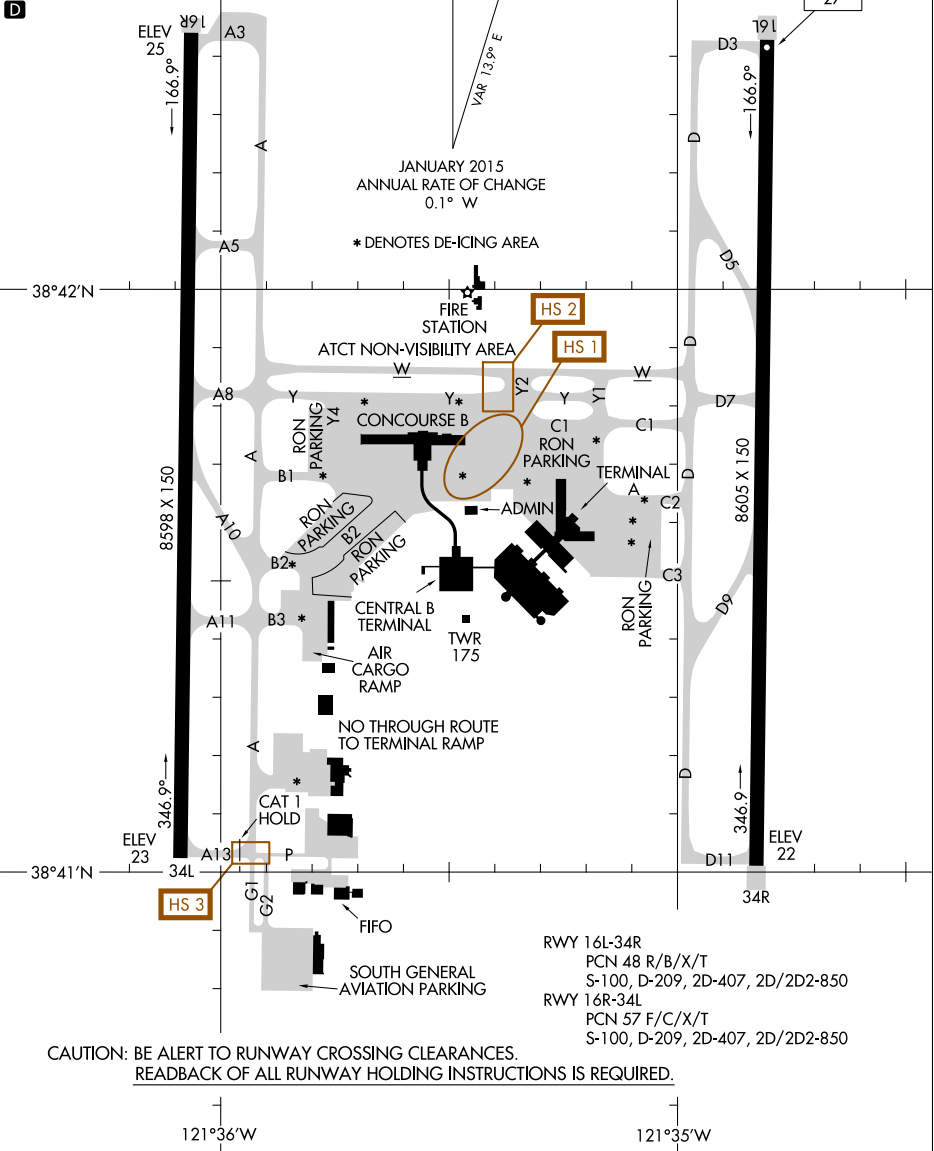 D
16R
ELEV
25
A3
166.9°
A
VAR 13.9° E
JANUARY 2015
ANNUAL RATE OF CHANGE
0.1° W
* DENOTES DE-ICING AREA
27
16L
D3
166.9°
D
A5
D5
38°42'N
FIRE
STATION
HS 2
HS 1
D
ATCT NON-VISIBILITY AREA
W
W
A8
Y
Y4
Y
Y2
Y
Y1
D7
RON
PARKING
CONCOURSE B
C1
RON
PARKING
C1
A
B1
TERMINAL
A
D
C2
8598 X 150
8605 X 150
A10
RON
PARKING
B2
RON
PARKING
ADMIN
B2
C3
RON
PARKING
D9
A11
B3
CENTRAL B
TERMINAL
TWR
175
AIR
CARGO
RAMP
NO THROUGH ROUTE
TO TERMINAL RAMP
A
D
346.9°
CAT 1
HOLD
346.9
ELEV
23
A13
P
D11
ELEV
22
38°41'N
34L
34R
HS 3
G1
G2
FIFO
SOUTH GENERAL
AVIATION PARKING
RWY 16L-34R
PCN 48 R/B/X/T
S-100, D-209, 2D-407, 2D/2D2-850
RWY 16R-34L
PCN 57 F/C/X/T
S-100, D-209, 2D-407, 2D/2D2-850
CAUTION: BE ALERT TO RUNWAY CROSSING CLEARANCES.
READBACK OF ALL RUNWAY HOLDING INSTRUCTIONS IS REQUIRED.
121°36'W
121°35'W